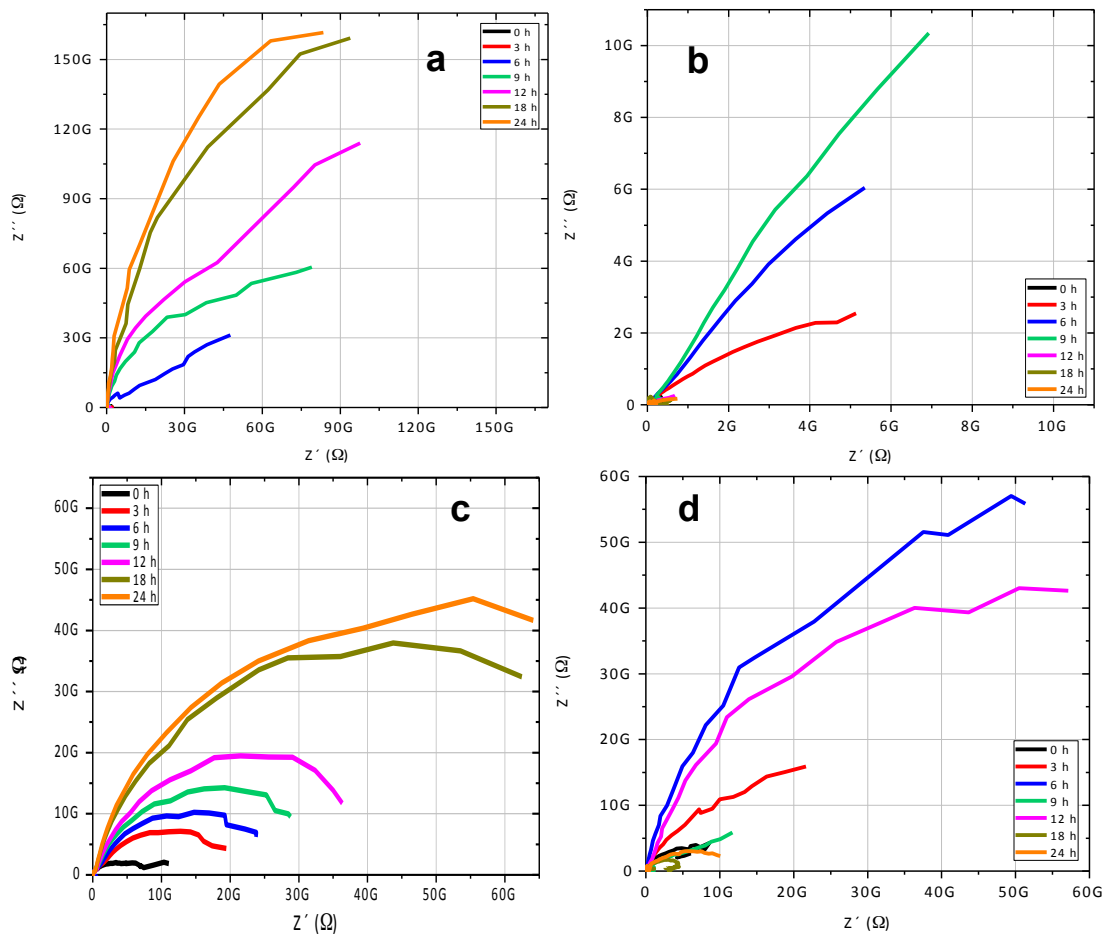 a
150G
120G
90G
60G
30G
0
0 30G 60G 90G 120G 150G
Z´´ (Ω)
Z´ (Ω)
0 h
3 h
6 h
9 h
12 h
18 h
24 h
b
10G
8G
6G
4G
2G
0
0 2G 4G 6G 8G 10G
Z´´ (Ω)
Z´ (Ω)
0 h
3 h
6 h
9 h
12 h
18 h
24 h
c
60G
50G
40G
30G
20G
10G
0
0 10G 20G 30G 40G 50G 60G
Z´ (Ω)
0 h
3 h
6 h
9 h
12 h
18 h
24 h
d
60G
50G
40G
30G
20G
10G
0
0 10G 20G 30G 40G 50G 60G
Z´´ (Ω)
Z´ (Ω)
0 h
3 h
6 h
9 h
12 h
18 h
24 h